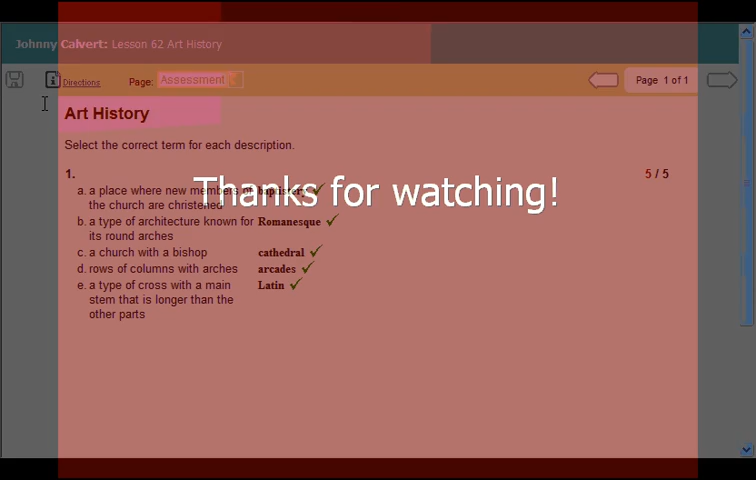 Johnny Calvert: Lesson 62 Art History
Directions Page: Assessment Page 1 of 1
Art History
Select the correct term for each description.
1. 5 / 5
a. a place where new members of baptistery
the church are christened
Thanks for watching!
b. a type of architecture known for Romanesque
its round arches
c. a church with a bishop cathedral
d. rows of columns with arches arcades
e. a type of cross with a main Latin
stem that is longer than the
other parts